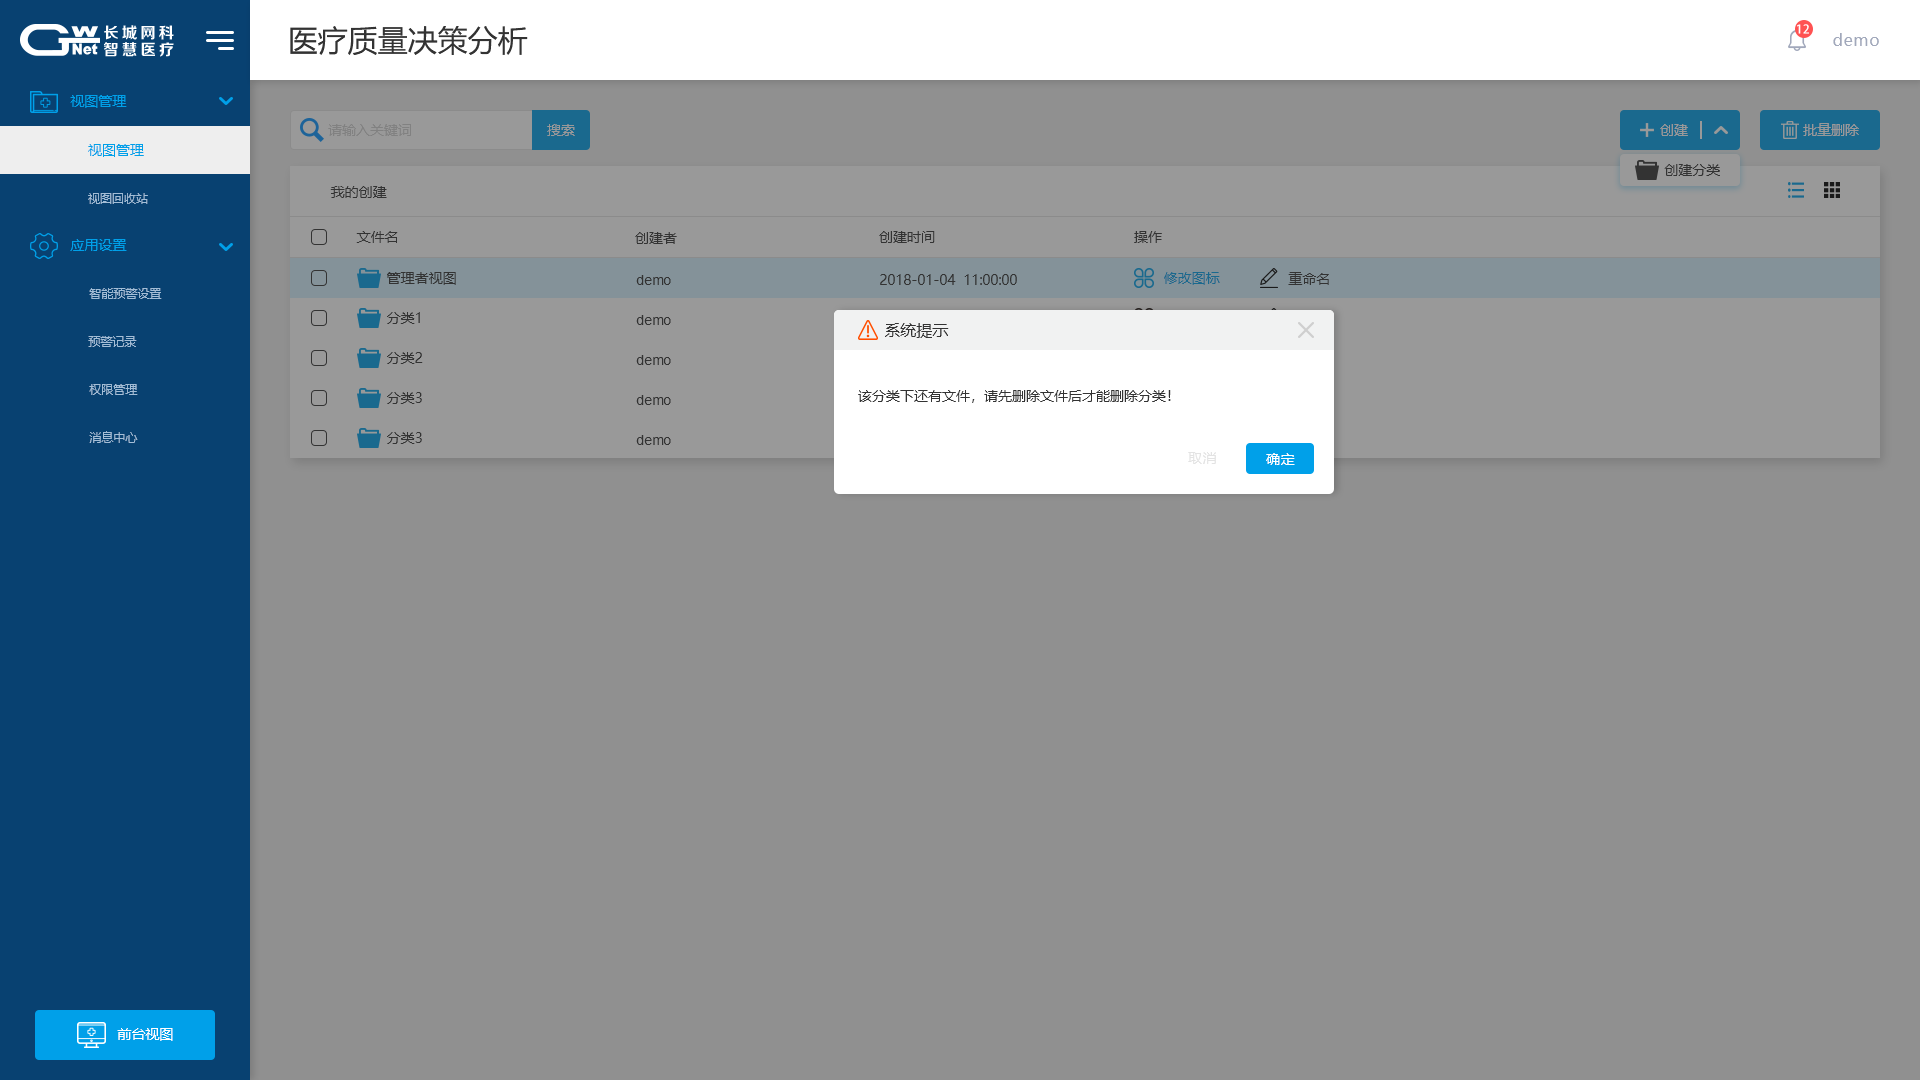 GW Net 长城网科 智慧医疗
医疗质量决策分析
12
demo
视图管理
视图管理
视图回收站
应用设置
智能预警设置
预警记录
权限管理
消息中心
前台视图
请输入关键词
搜索
创建
批量删除
创建分类
我的创建
文件名 创建者 创建时间 操作
管理者视图 demo 2018-01-04 11:00:00 修改图标 重命名
分类1 demo
分类2 demo
分类3 demo
分类3 demo
系统提示
该分类下还有文件，请先删除文件后才能删除分类！
取消
确定